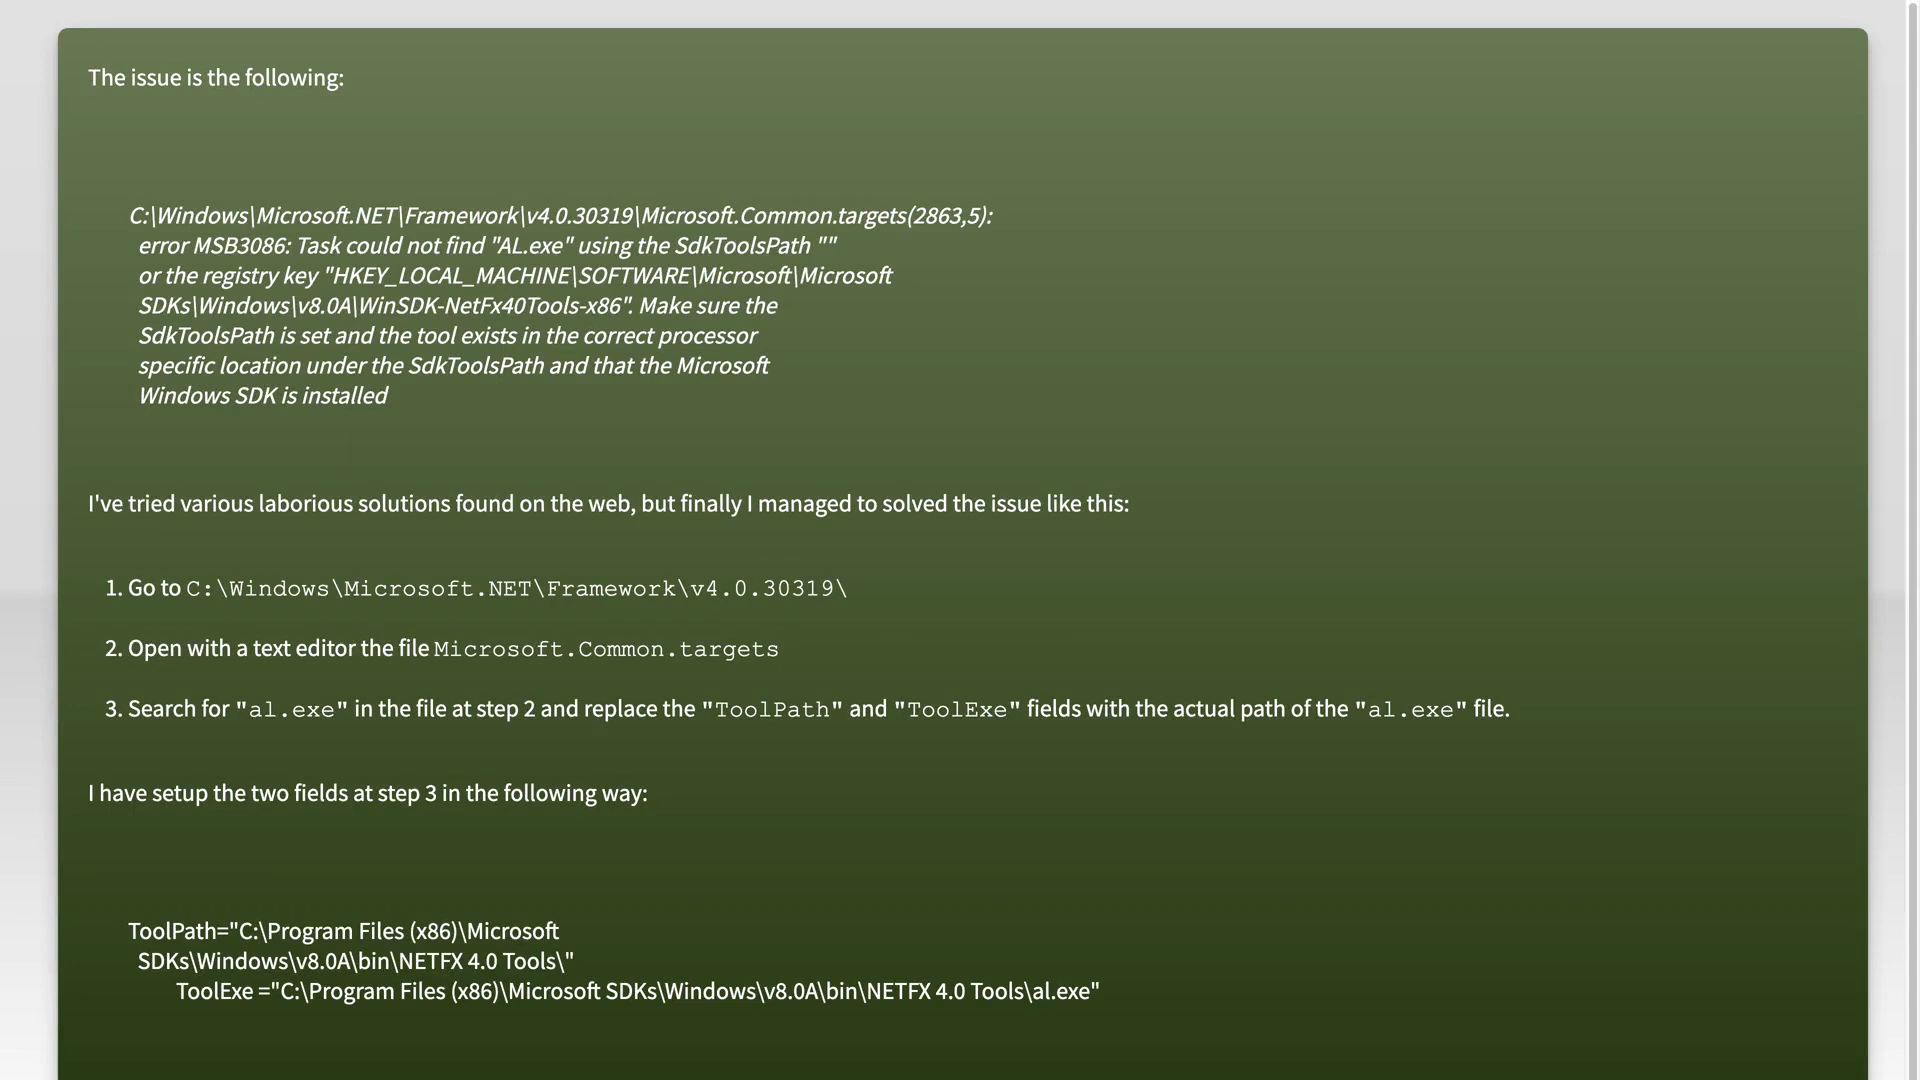 The issue is the following:
C:\Windows\Microsoft.NET\Framework\v4.0.30319\Microsoft.Common.targets(2863,5):
error MSB3086: Task could not find "AL.exe" using the SdkToolsPath ""
or the registry key "HKEY_LOCAL_MACHINE\SOFTWARE\Microsoft\Microsoft
SDKs\Windows\v8.0A\WinSDK-NetFx40Tools-x86". Make sure the
SdkToolsPath is set and the tool exists in the correct processor
specific location under the SdkToolsPath and that the Microsoft
Windows SDK is installed
I've tried various laborious solutions found on the web, but finally I managed to solved the issue like this:
1. Go to C:\Windows\Microsoft.NET\Framework\v4.0.30319\
2. Open with a text editor the file Microsoft.Common.targets
3. Search for "al.exe" in the file at step 2 and replace the "ToolPath" and "ToolExe" fields with the actual path of the "al.exe" file.
I have setup the two fields at step 3 in the following way:
ToolPath="C:\Program Files (x86)\Microsoft
SDKs\Windows\v8.0A\bin\NETFX 4.0 Tools\"
ToolExe ="C:\Program Files (x86)\Microsoft SDKs\Windows\v8.0A\bin\NETFX 4.0 Tools\al.exe"